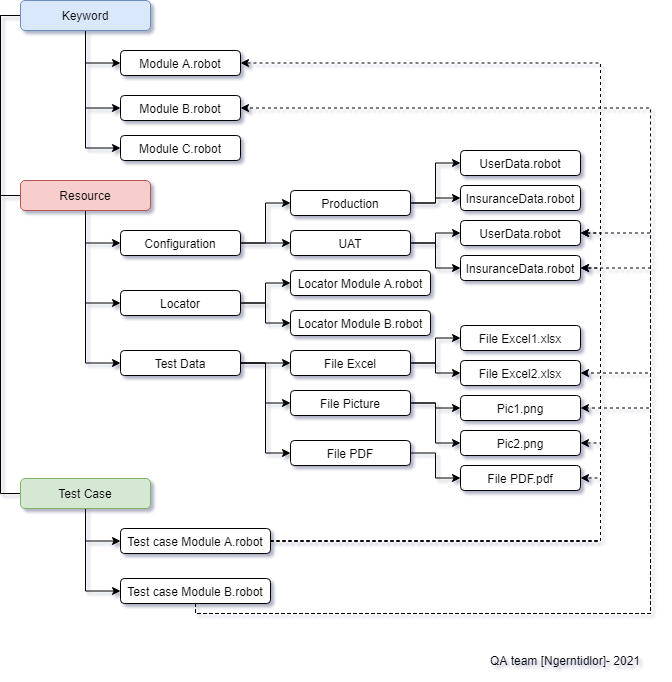 Keyword
Module A.robot
Module B.robot
Module C.robot
Resource
Configuration
Production
UserData.robot
InsuranceData.robot
UAT
UserData.robot
InsuranceData.robot
Locator
Locator Module A.robot
Locator Module B.robot
Test Data
File Excel
File Excel1.xlsx
File Excel2.xlsx
File Picture
Pic1.png
Pic2.png
File PDF
File PDF.pdf
Test Case
Test case Module A.robot
Test case Module B.robot
QA team [Ngerntidlor]- 2021